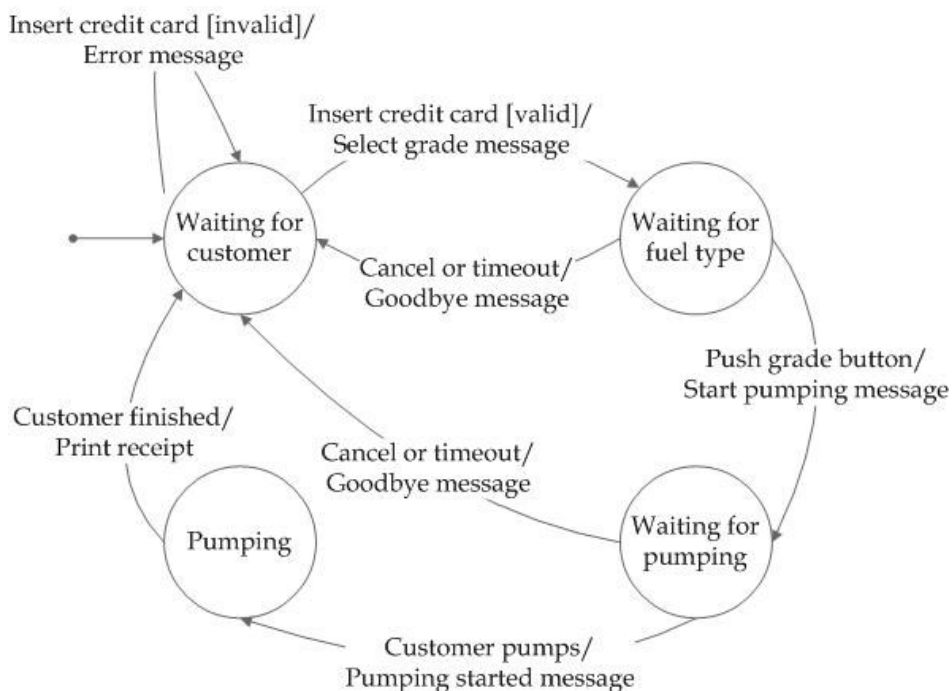 Insert credit card [invalid]/
Error message
Insert credit card [valid]/
Select grade message
Waiting for
customer
Waiting for
fuel type
Cancel or timeout/
Goodbye message
Push grade button/
Start pumping message
Customer finished/
Print receipt
Cancel or timeout/
Goodbye message
Pumping
Waiting for
pumping
Customer pumps/
Pumping started message